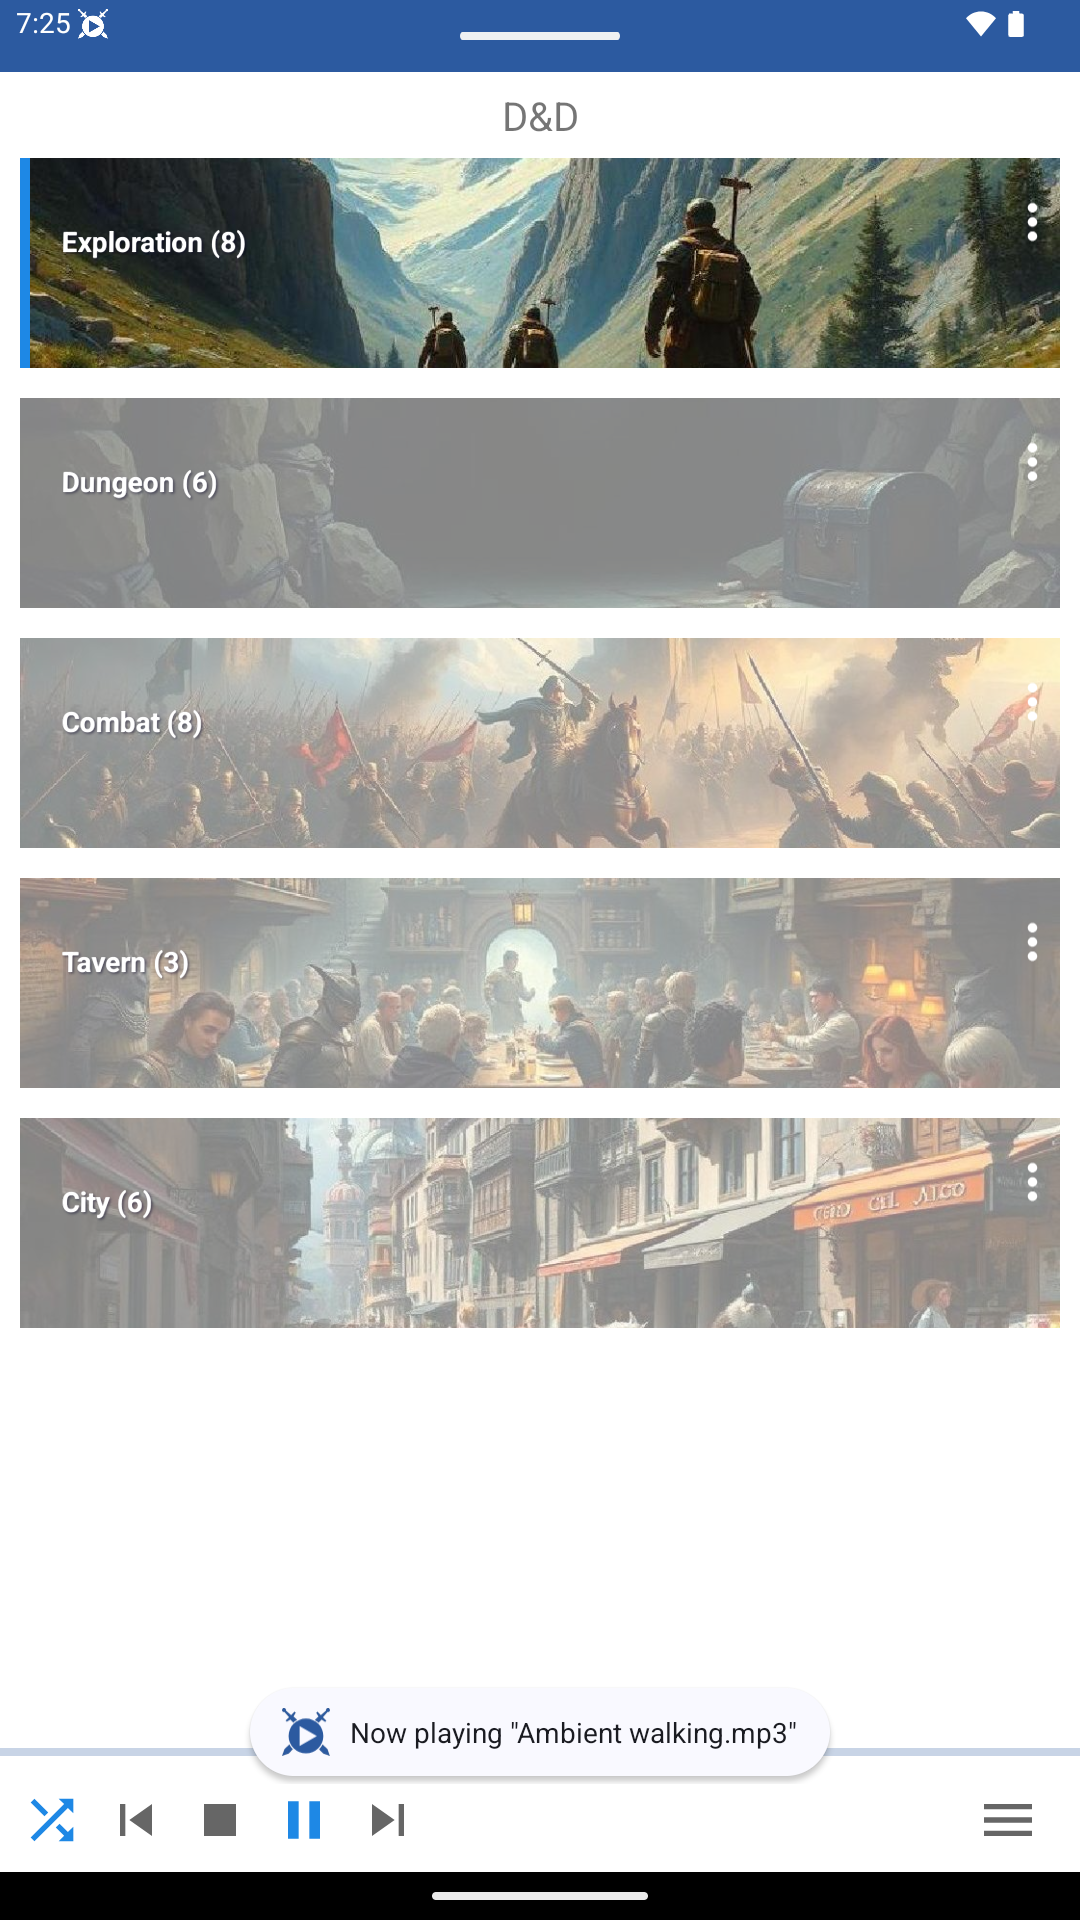 7:25
D&D
Exploration (8)
Dungeon (6)
Combat (8)
Tavern (3)
City (6)
Now playing "Ambient walking.mp3"